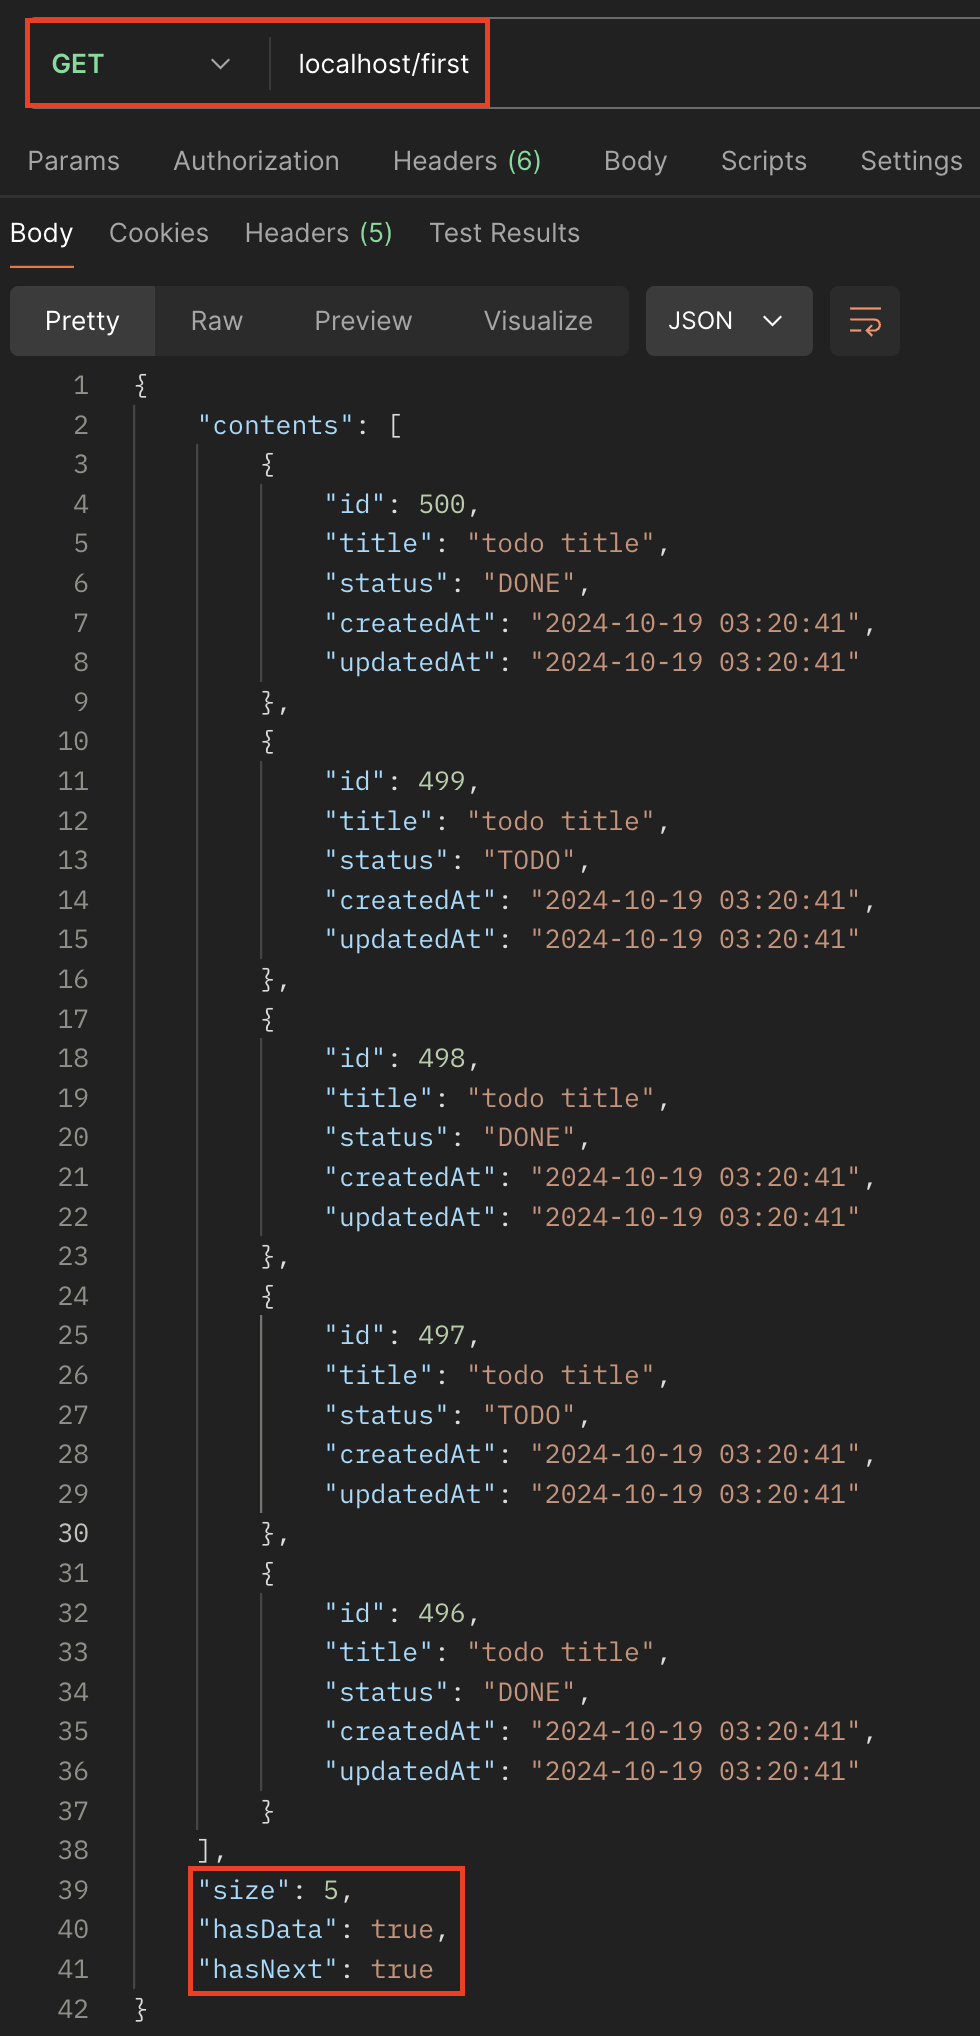 GET localhost/first
Params Authorization Headers (6) Body Scripts Settings
Body Cookies Headers (5) Test Results
Pretty Raw Preview Visualize JSON
1 {
2 "contents": [
3 {
4 "id": 500,
5 "title": "todo title",
6 "status": "DONE",
7 "createdAt": "2024-10-19 03:20:41",
8 "updatedAt": "2024-10-19 03:20:41"
9 },
10 {
11 "id": 499,
12 "title": "todo title",
13 "status": "TODO",
14 "createdAt": "2024-10-19 03:20:41",
15 "updatedAt": "2024-10-19 03:20:41"
16 },
17 {
18 "id": 498,
19 "title": "todo title",
20 "status": "DONE",
21 "createdAt": "2024-10-19 03:20:41",
22 "updatedAt": "2024-10-19 03:20:41"
23 },
24 {
25 "id": 497,
26 "title": "todo title",
27 "status": "TODO",
28 "createdAt": "2024-10-19 03:20:41",
29 "updatedAt": "2024-10-19 03:20:41"
30 },
31 {
32 "id": 496,
33 "title": "todo title",
34 "status": "DONE",
35 "createdAt": "2024-10-19 03:20:41",
36 "updatedAt": "2024-10-19 03:20:41"
37 }
38 ],
39 "size": 5,
40 "hasData": true,
41 "hasNext": true
42 }